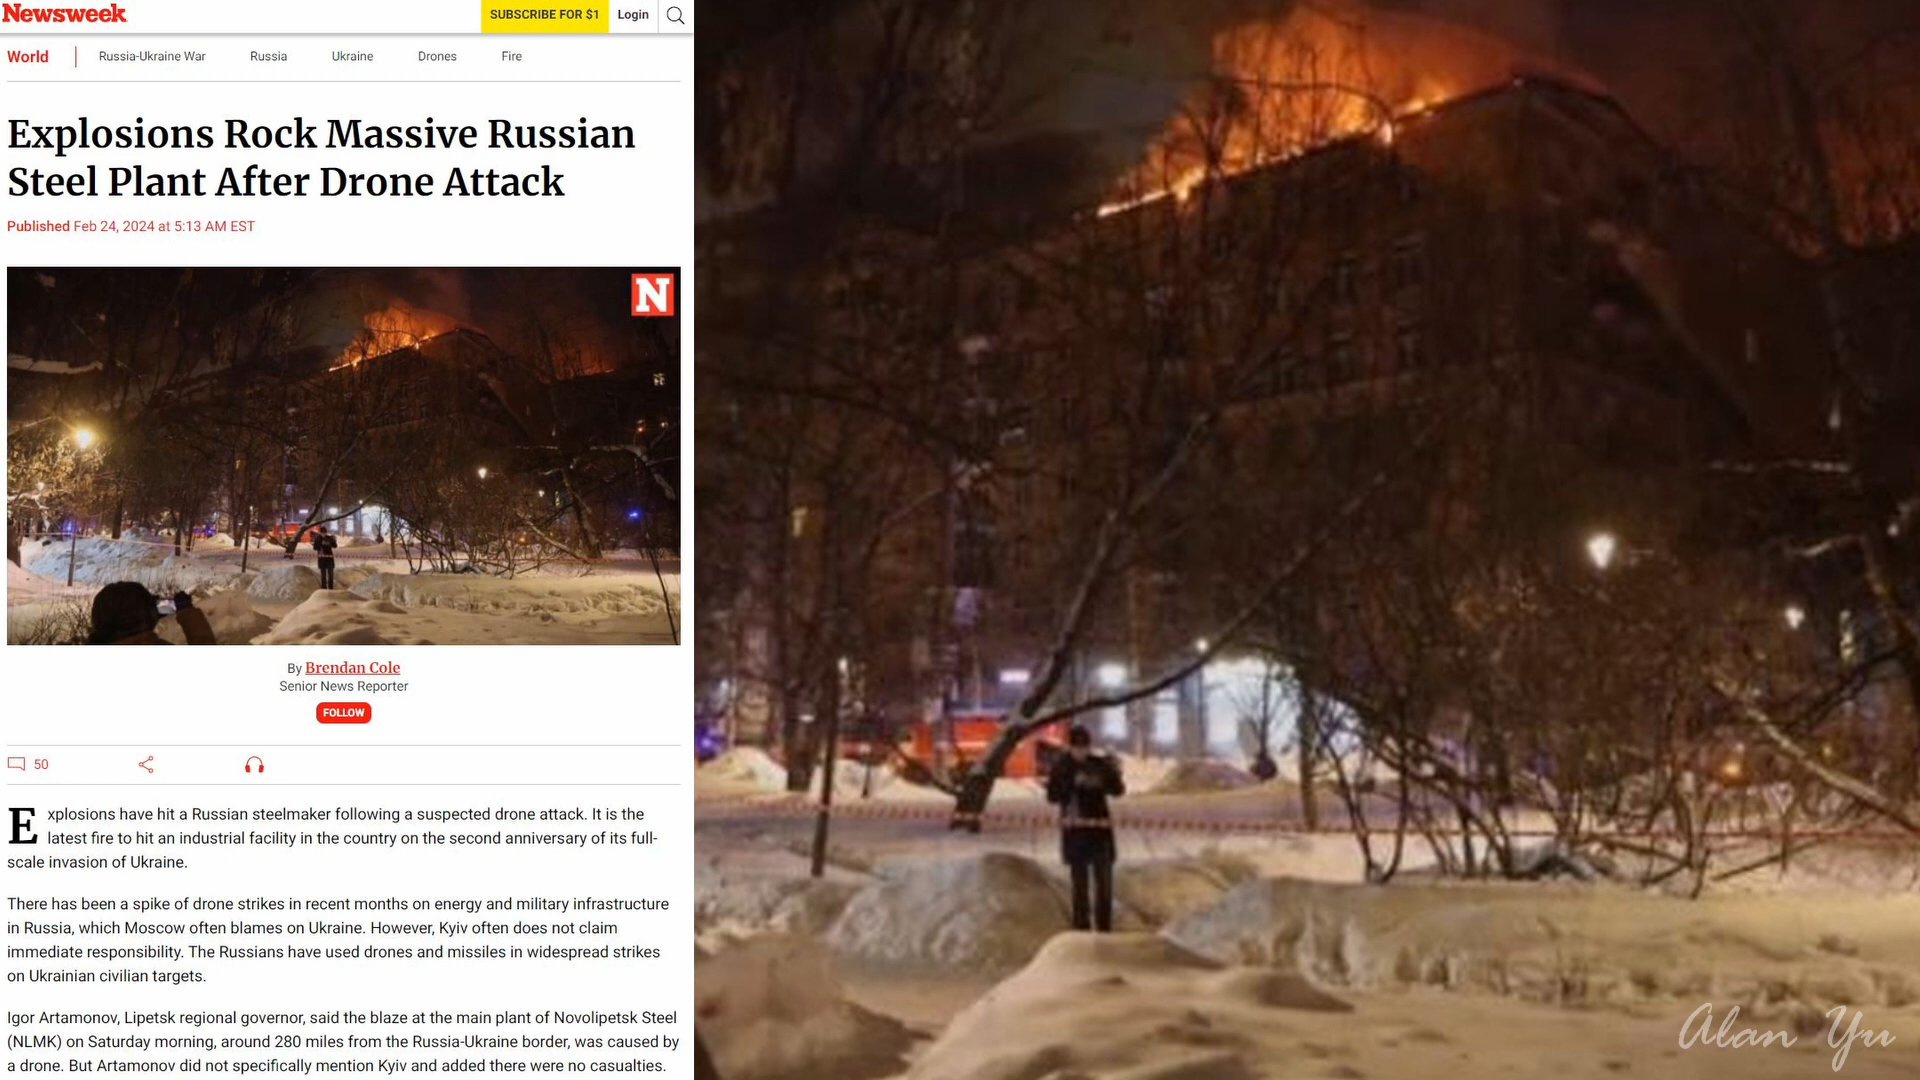 Newsweek
SUBSCRIBE FOR $1
Login
World
Russia-Ukraine War
Russia
Ukraine
Drones
Fire
Explosions Rock Massive Russian
Steel Plant After Drone Attack
Published Feb 24, 2024 at 5:13 AM EST
N
By Brendan Cole
Senior News Reporter
FOLLOW
50
Explosions have hit a Russian steelmaker following a suspected drone attack. It is the
latest fire to hit an industrial facility in the country on the second anniversary of its full-
scale invasion of Ukraine.
There has been a spike of drone strikes in recent months on energy and military infrastructure
in Russia, which Moscow often blames on Ukraine. However, Kyiv often does not claim
immediate responsibility. The Russians have used drones and missiles in widespread strikes
on Ukrainian civilian targets.
Igor Artamonov, Lipetsk regional governor, said the blaze at the main plant of Novolipetsk Steel
(NLMK) on Saturday morning, around 280 miles from the Russia-Ukraine border, was caused by
a drone. But Artamonov did not specifically mention Kyiv and added there were no casualties.
Alan Yu